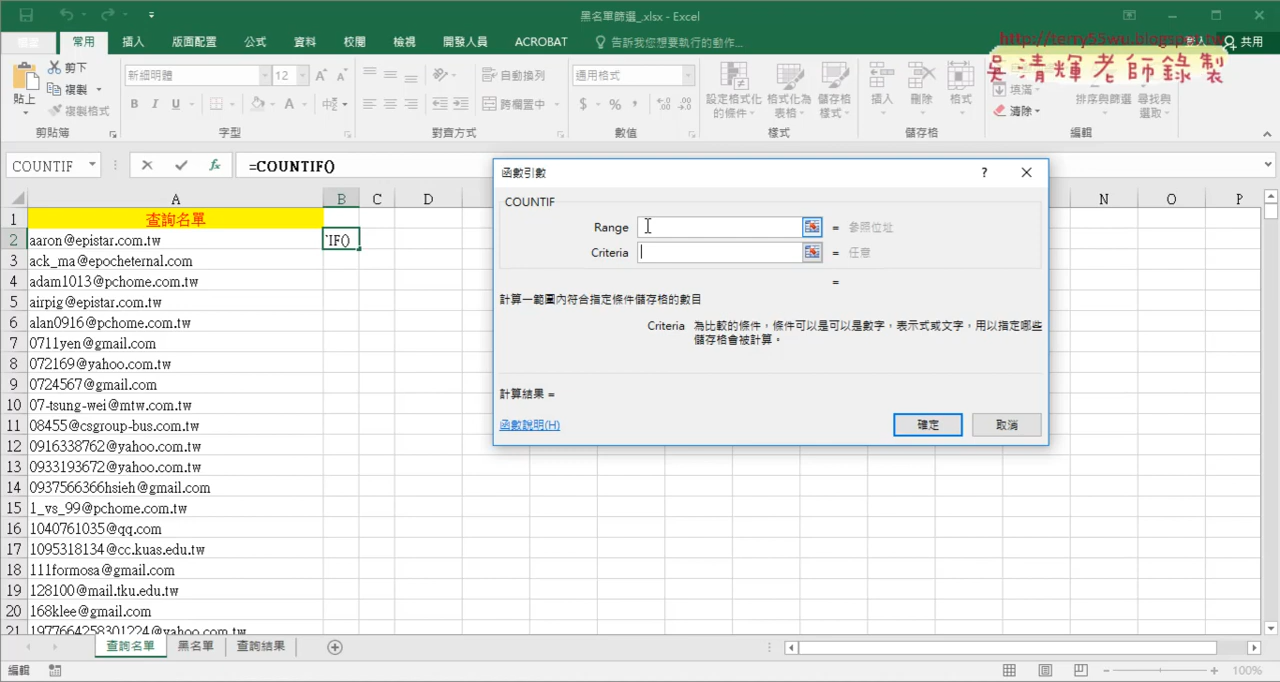 黑名單篩選_.xlsx - Excel
http://terry55wu.blogspot.tw
吳清輝老師錄製
常用 插入 版面配置 公式 資料 校閱 檢視 開發人員 ACROBAT 告訴我您想要執行的動作... 登入 共用
貼上 剪下 複製 複製格式
新細明體 12
B I U A
自動換列
跨欄置中
通用格式
$ % ,
設定格式化的條件 格式化為表格 儲存格樣式
插入 刪除 格式
填滿
清除
排序與篩選 尋找與選取
剪貼簿 字型 對齊方式 數值 樣式 儲存格 編輯
COUNTIF fx =COUNTIF()
A B C D N O P
1 查詢名單
2 aaron@epistar.com.tw IF()
3 ack_ma@epocheternal.com
4 adam1013@pchome.com.tw
5 airpig@epistar.com.tw
6 alan0916@pchome.com.tw
7 0711yen@gmail.com
8 072169@yahoo.com.tw
9 0724567@gmail.com
10 07-tsung-wei@mtw.com.tw
11 08455@csgroup-bus.com.tw
12 0916338762@yahoo.com.tw
13 0933193672@yahoo.com.tw
14 0937566366hsieh@gmail.com
15 1_vs_99@pchome.com.tw
16 1040761035@qq.com
17 1095318134@cc.kuas.edu.tw
18 111formosa@gmail.com
19 128100@mail.tku.edu.tw
20 168klee@gmail.com
21 1977664258301224@yahoo.com.tw
函數引數 ?
COUNTIF
Range = 參照位址
Criteria = 任意
=
計算一範圍內符合指定條件儲存格的數目
Criteria 為比較的條件，條件可以是可以是數字，表示式或文字，用以指定哪些
儲存格會被計算。
計算結果 =
函數說明(H) 確定 取消
查詢名單 黑名單 查詢結果
編輯 100%